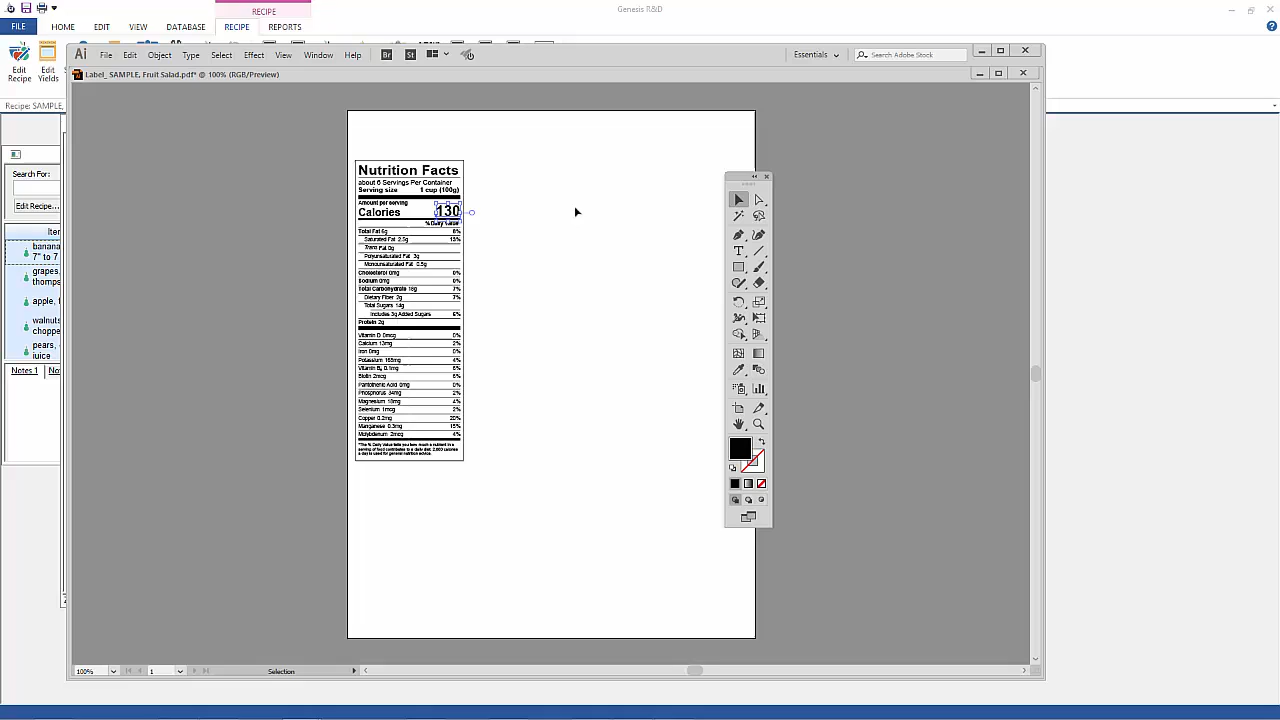 RECIPE
Genesis R&D
FILE
HOME
EDIT
VIEW
DATABASE
RECIPE
REPORTS
Edit Recipe
Edit Yields
Recipe: SAMPLE,
Search For:
Edit Recipe...
banana
7" to 7
grapes,
thomps
apple, f
walnuts
choppe
pears,
juice
Notes 1
Ai
File
Edit
Object
Type
Select
Effect
View
Window
Help
Br
St
Essentials
Search Adobe Stock
Label_SAMPLE, Fruit Salad.pdf* @ 100% (RGB/Preview)
Nutrition Facts
about 6 Servings Per Container
Serving size 1 cup (100g)
Amount per serving
Calories 130
% Daily Value*
Total Fat 6g 8%
Saturated Fat 2.5g 13%
Trans Fat 0g
Polyunsaturated Fat 3g
Monounsaturated Fat 0.5g
Cholesterol 0mg 0%
Sodium 0mg 0%
Total Carbohydrate 18g 7%
Dietary Fiber 2g 7%
Total Sugars 14g
Includes 3g Added Sugars 6%
Protein 2g
Vitamin D 0mcg 0%
Calcium 13mg 2%
Iron 0mg 0%
Potassium 165mg 4%
Vitamin B6 0.1mg 6%
Biotin 2mcg 6%
Pantothenic Acid 0mg 0%
Phosphorus 34mg 2%
Magnesium 18mg 4%
Selenium 1mcg 2%
Copper 0.2mg 20%
Manganese 0.3mg 15%
Molybdenum 2mcg 4%
*The % Daily Value tells you how much a nutrient in a
serving of food contributes to a daily diet. 2,000 calories
a day is used for general nutrition advice.
100%
1
Selection